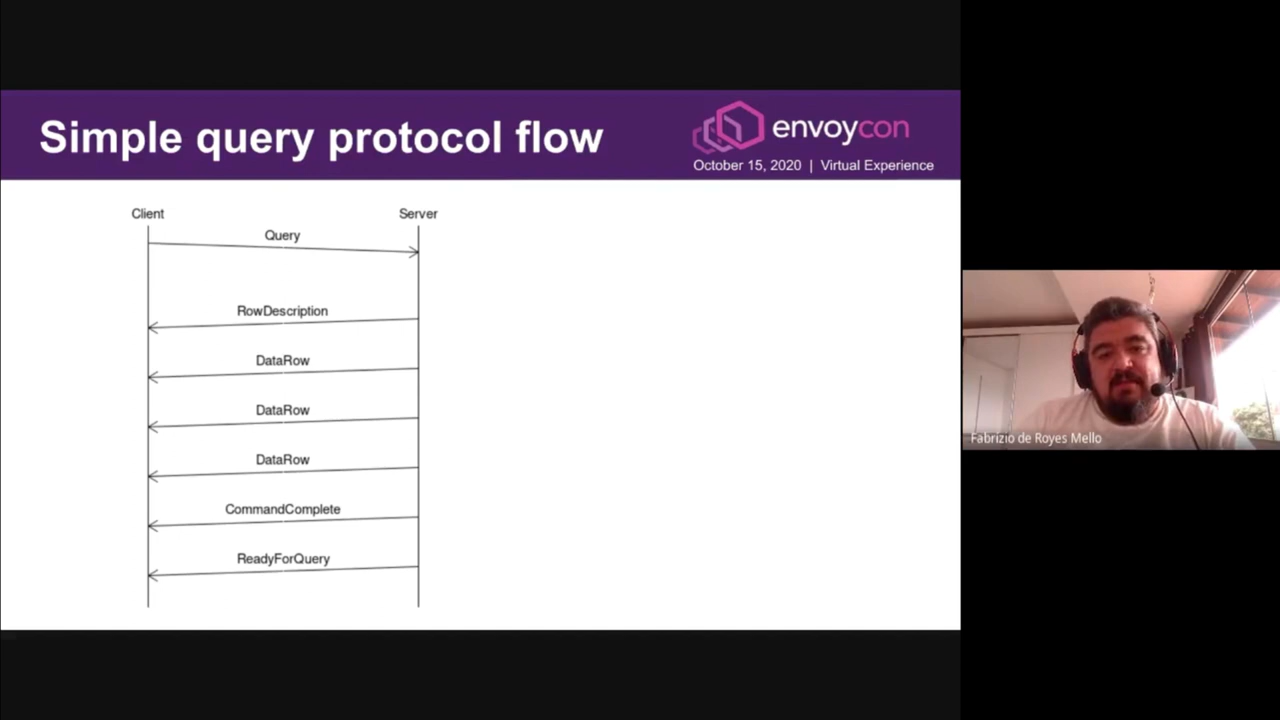 Simple query protocol flow
envoycon
October 15, 2020 | Virtual Experience
Client
Server
Query
RowDescription
DataRow
DataRow
DataRow
CommandComplete
ReadyForQuery
Fabrizio de Royes Mello